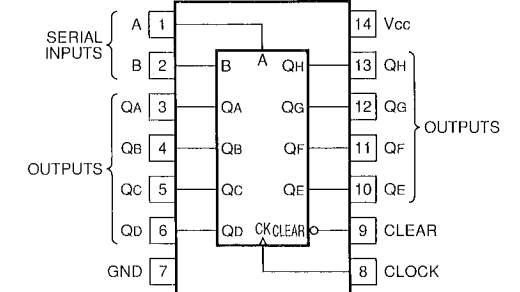 A 1 14 Vcc
SERIAL
INPUTS
B 2 B A QH 13 QH
QA 3 QA QG 12 QG
OUTPUTS
QB 4 QB QF 11 QF
OUTPUTS
QC 5 QC QE 10 QE
QD 6 QD CK CLEAR 9 CLEAR
GND 7 8 CLOCK